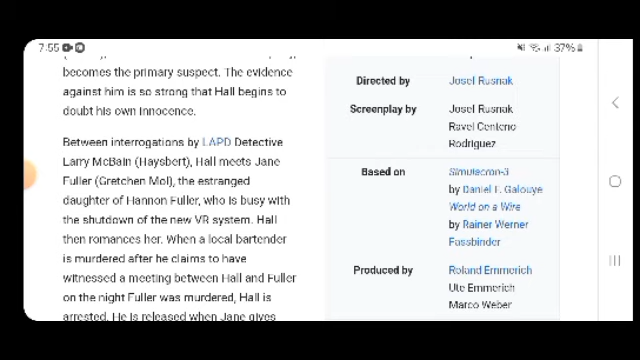 7:55
37%
becomes the primary suspect. The evidence
against him is so strong that Hall begins to
doubt his own innocence.
Between interrogations by LAPD Detective
Larry McBain (Haysbert), Hall meets Jane
Fuller (Gretchen Mol), the estranged
daughter of Hannon Fuller, who is busy with
the shutdown of the new VR system. Hall
then romances her. When a local bartender
is murdered after he claims to have
witnessed a meeting between Hall and Fuller
on the night Fuller was murdered, Hall is
arrested. He is released when Jane gives
Directed by Josef Rusnak
Screenplay by Josef Rusnak
Ravel Centeno
Rodriguez
Based on Simulacron-3
by Daniel F. Galouye
World on a Wire
by Rainer Werner
Fassbinder
Produced by Roland Emmerich
Ute Emmerich
Marco Weber